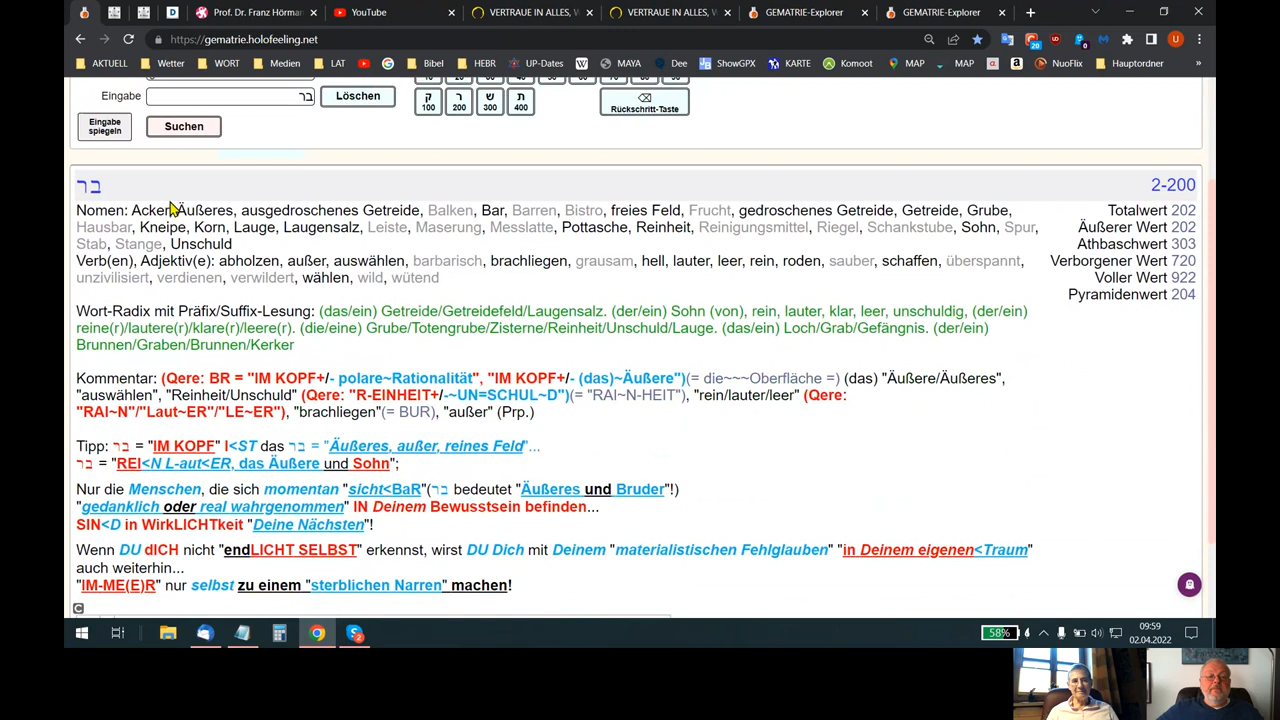 Prof. Dr. Franz Hörman
YouTube
VERTRAUE IN ALLES, W
VERTRAUE IN ALLES, W
GEMATRIE-Explorer
GEMATRIE-Explorer
https://gematrie.holofeeling.net
U
20
0
AKTUELL
Wetter
WORT
Medien
LAT
Bibel
HEBR
UP-Dates
MAYA
Dee
ShowGPX
KARTE
Komoot
MAP
MAP
NuoFlix
Hauptordner
»
Eingabe
בר
Löschen
ק
100
ר
200
ש
300
ת
400
Rückschritt-Taste
Eingabe spiegeln
Suchen
בר
2-200
Nomen: Acker, Äußeres, ausgedroschenes Getreide, Balken, Bar, Barren, Bistro, freies Feld, Frucht, gedroschenes Getreide, Getreide, Grube,
Hausbar, Kneipe, Korn, Lauge, Laugensalz, Leiste, Maserung, Messlatte, Pottasche, Reinheit, Reinigungsmittel, Riegel, Schankstube, Sohn, Spur,
Stab, Stange, Unschuld
Verb(en), Adjektiv(e): abholzen, außer, auswählen, barbarisch, brachliegen, grausam, hell, lauter, leer, rein, roden, sauber, schaffen, überspannt,
unzivilisiert, verdienen, verwildert, wählen, wild, wütend
Totalwert 202
Äußerer Wert 202
Athbaschwert 303
Verborgener Wert 720
Voller Wert 922
Pyramidenwert 204
Wort-Radix mit Präfix/Suffix-Lesung: (das/ein) Getreide/Getreidefeld/Laugensalz. (der/ein) Sohn (von), rein, lauter, klar, leer, unschuldig, (der/ein)
reine(r)/lautere(r)/klare(r)/leere(r). (die/eine) Grube/Totengrube/Zisterne/Reinheit/Unschuld/Lauge. (das/ein) Loch/Grab/Gefängnis. (der/ein)
Brunnen/Graben/Brunnen/Kerker
Kommentar: (Qere: BR = "IM KOPF+/- polare~Rationalität", "IM KOPF+/- (das)~Äußere")(= die~~~Oberfläche =) (das) "Äußere/Äußeres",
"auswählen", "Reinheit/Unschuld" (Qere: "R-EINHEIT+/-~UN=SCHUL~D")(= "RAI~N-HEIT"), "rein/lauter/leer" (Qere:
"RAI~N"/"Laut~ER"/"LE~ER"), "brachliegen"(= BUR), "außer" (Prp.)
Tipp: בר = "IM KOPF" I<ST das בר = "Äußeres, außer, reines Feld"...
בר = "REI<N L-aut<ER, das Äußere und Sohn";
Nur die Menschen, die sich momentan "sicht<BaR"(בר bedeutet "Äußeres und Bruder"!)
"gedanklich oder real wahrgenommen" IN Deinem Bewusstsein befinden...
SIN<D in WirkLICHTkeit "Deine Nächsten"!
Wenn DU dICH nicht "endLICHT SELBST" erkennst, wirst DU Dich mit Deinem "materialistischen Fehlglauben" "in Deinem eigenen<Traum"
auch weiterhin...
"IM-ME(E)R" nur selbst zu einem "sterblichen Narren" machen!
58%
09:59
02.04.2022